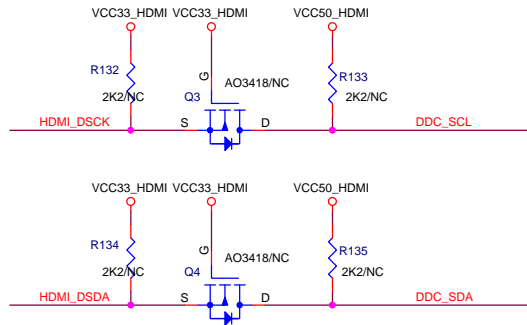 VCC33_HDMI VCC33_HDMI VCC50_HDMI
R132 G AO3418/NC R133
2K2/NC Q3 2K2/NC
HDMI_DSCK S D DDC_SCL
VCC33_HDMI VCC33_HDMI VCC50_HDMI
R134 G AO3418/NC R135
2K2/NC Q4 2K2/NC
HDMI_DSDA S D DDC_SDA